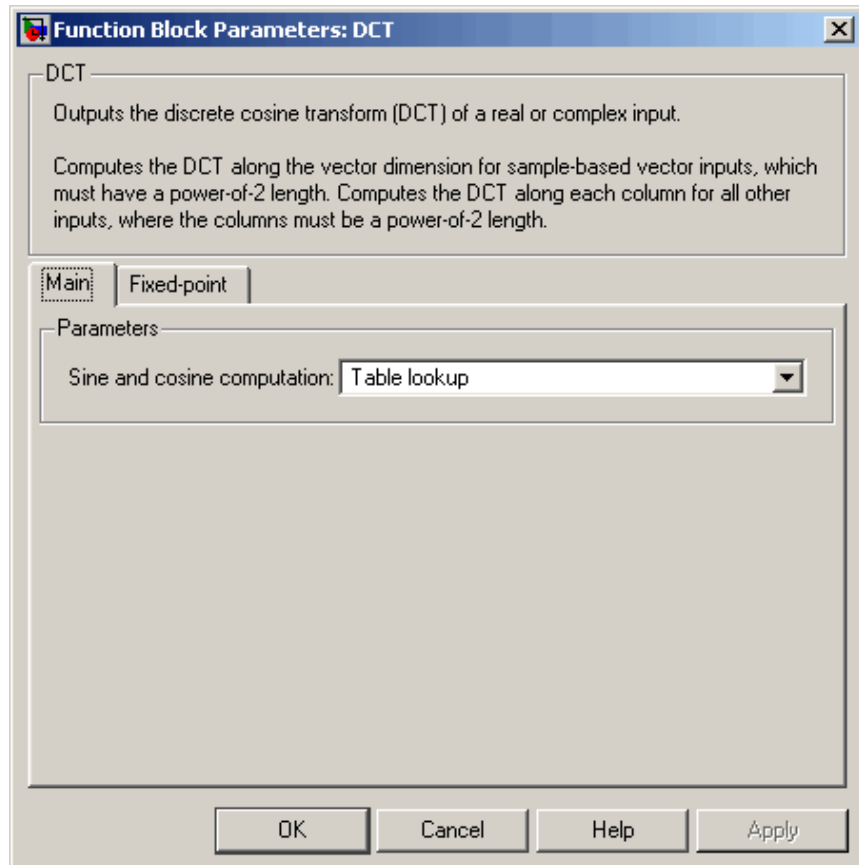 Function Block Parameters: DCT
DCT
Outputs the discrete cosine transform (DCT) of a real or complex input.
Computes the DCT along the vector dimension for sample-based vector inputs, which
must have a power-of-2 length. Computes the DCT along each column for all other
inputs, where the columns must be a power-of-2 length.
Main Fixed-point
Parameters
Sine and cosine computation: Table lookup
OK Cancel Help Apply